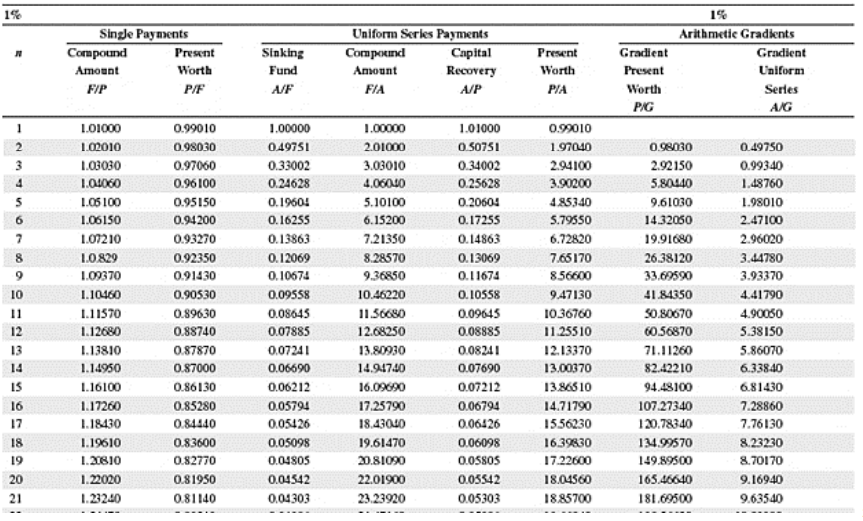 1% 1%
Single Payments Uniform Series Payments Arithmetic Gradients
n Compound Present Sinking Compound Capital Present Gradient Gradient
Amount Worth Fund Amount Recovery Worth Present Uniform
F/P P/F A/F F/A A/P P/A Worth Series
P/G A/G
1 1.01000 0.99010 1.00000 1.00000 1.01000 0.99010
2 1.02010 0.98030 0.49751 2.01000 0.50751 1.97040 0.98030 0.49750
3 1.03030 0.97060 0.33002 3.03010 0.34002 2.94100 2.92150 0.99340
4 1.04060 0.96100 0.24628 4.06040 0.25628 3.90200 5.80440 1.48760
5 1.05100 0.95150 0.19604 5.10100 0.20604 4.85340 9.61030 1.98010
6 1.06150 0.94200 0.16255 6.15200 0.17255 5.79550 14.32050 2.47100
7 1.07210 0.93270 0.13863 7.21350 0.14863 6.72820 19.91680 2.96020
8 1.0.829 0.92350 0.12069 8.28570 0.13069 7.65170 26.38120 3.44780
9 1.09370 0.91430 0.10674 9.36850 0.11674 8.56600 33.69590 3.93370
10 1.10460 0.90530 0.09558 10.46220 0.10558 9.47130 41.84350 4.41790
11 1.11570 0.89630 0.08645 11.56680 0.09645 10.36760 50.80670 4.90050
12 1.12680 0.88740 0.07885 12.68250 0.08885 11.25510 60.56870 5.38150
13 1.13810 0.87870 0.07241 13.80930 0.08241 12.13370 71.11260 5.86070
14 1.14950 0.87000 0.06690 14.94740 0.07690 13.00370 82.42210 6.33840
15 1.16100 0.86130 0.06212 16.09690 0.07212 13.86510 94.48100 6.81430
16 1.17260 0.85280 0.05794 17.25790 0.06794 14.71790 107.27340 7.28860
17 1.18430 0.84440 0.05426 18.43040 0.06426 15.56230 120.78340 7.76130
18 1.19610 0.83600 0.05098 19.61470 0.06098 16.39830 134.99570 8.23230
19 1.20810 0.82770 0.04805 20.81090 0.05805 17.22600 149.89500 8.70170
20 1.22020 0.81950 0.04542 22.01900 0.05542 18.04560 165.46640 9.16940
21 1.23240 0.81140 0.04303 23.23920 0.05303 18.85700 181.69500 9.63540